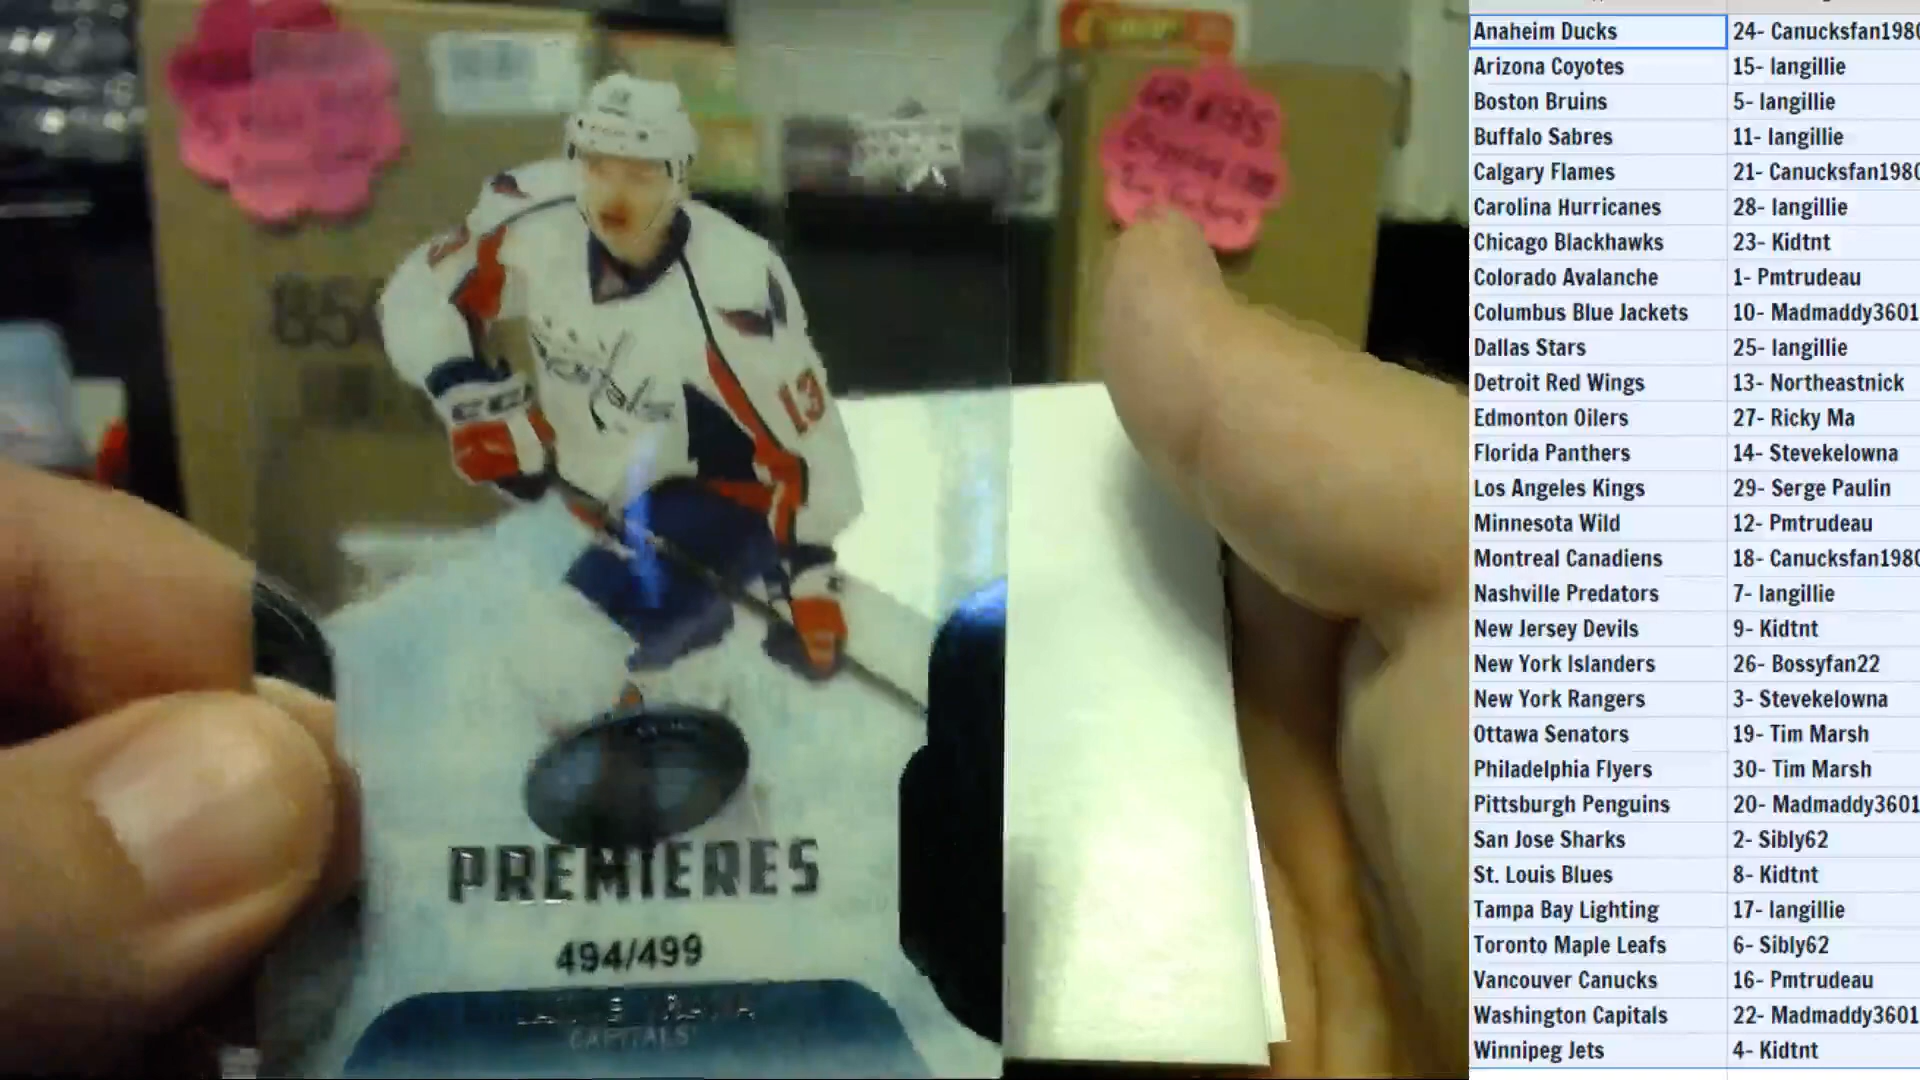 capitals
CCM
13
PREMIERES
494/499
CAPITALS
Anaheim Ducks 24- Canucksfan1980
Arizona Coyotes 15- langillie
Boston Bruins 5- langillie
Buffalo Sabres 11- langillie
Calgary Flames 21- Canucksfan1980
Carolina Hurricanes 28- langillie
Chicago Blackhawks 23- Kidtnt
Colorado Avalanche 1- Pmtrudeau
Columbus Blue Jackets 10- Madmaddy3601
Dallas Stars 25- langillie
Detroit Red Wings 13- Northeastnick
Edmonton Oilers 27- Ricky Ma
Florida Panthers 14- Stevekelowna
Los Angeles Kings 29- Serge Paulin
Minnesota Wild 12- Pmtrudeau
Montreal Canadiens 18- Canucksfan1980
Nashville Predators 7- langillie
New Jersey Devils 9- Kidtnt
New York Islanders 26- Bossyfan22
New York Rangers 3- Stevekelowna
Ottawa Senators 19- Tim Marsh
Philadelphia Flyers 30- Tim Marsh
Pittsburgh Penguins 20- Madmaddy3601
San Jose Sharks 2- Sibly62
St. Louis Blues 8- Kidtnt
Tampa Bay Lighting 17- langillie
Toronto Maple Leafs 6- Sibly62
Vancouver Canucks 16- Pmtrudeau
Washington Capitals 22- Madmaddy3601
Winnipeg Jets 4- Kidtnt